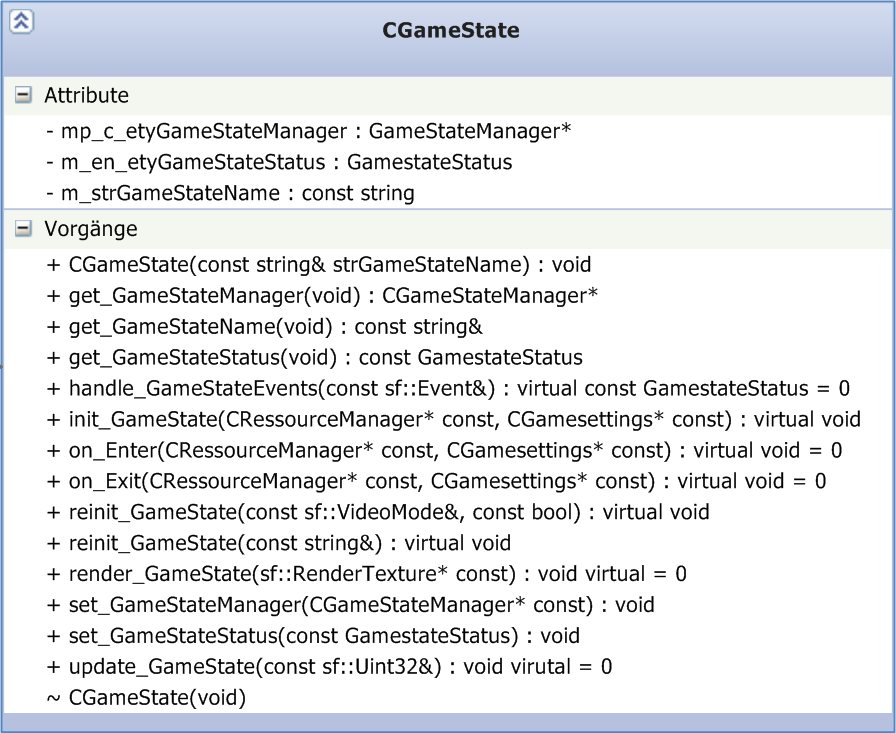 CGameState
Attribute
- mp_c_etyGameStateManager : GameStateManager*
- m_en_etyGameStateStatus : GamestateStatus
- m_strGameStateName : const string
Vorgänge
+ CGameState(const string& strGameStateName) : void
+ get_GameStateManager(void) : CGameStateManager*
+ get_GameStateName(void) : const string&
+ get_GameStateStatus(void) : const GamestateStatus
+ handle_GameStateEvents(const sf::Event&) : virtual const GamestateStatus = 0
+ init_GameState(CRessourceManager* const, CGamesettings* const) : virtual void
+ on_Enter(CRessourceManager* const, CGamesettings* const) : virtual void = 0
+ on_Exit(CRessourceManager* const, CGamesettings* const) : virtual void = 0
+ reinit_GameState(const sf::VideoMode&, const bool) : virtual void
+ reinit_GameState(const string&) : virtual void
+ render_GameState(sf::RenderTexture* const) : void virtual = 0
+ set_GameStateManager(CGameStateManager* const) : void
+ set_GameStateStatus(const GamestateStatus) : void
+ update_GameState(const sf::Uint32&) : void virutal = 0
~ CGameState(void)